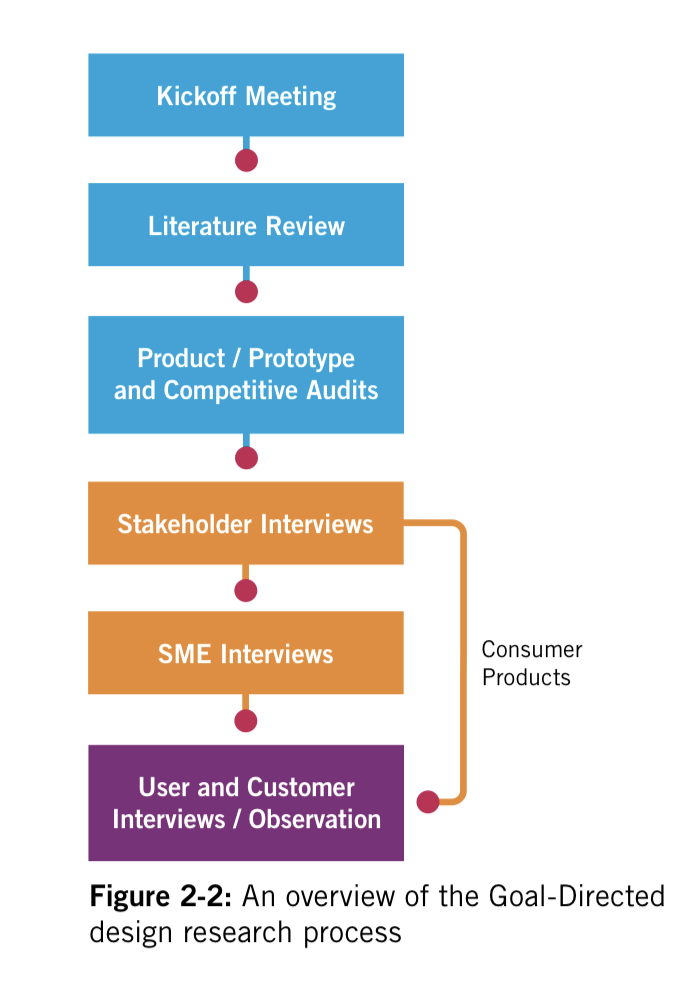 Kickoff Meeting
Literature Review
Product / Prototype
and Competitive Audits
Stakeholder Interviews
SME Interviews
Consumer
Products
User and Customer
Interviews / Observation
Figure 2-2: An overview of the Goal-Directed
design research process